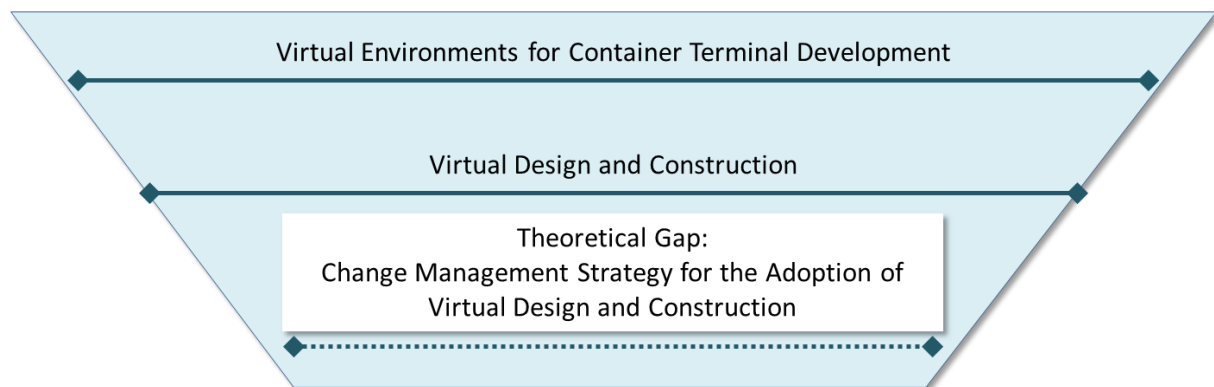 Virtual Environments for Container Terminal Development
Virtual Design and Construction
Theoretical Gap:
Change Management Strategy for the Adoption of
Virtual Design and Construction